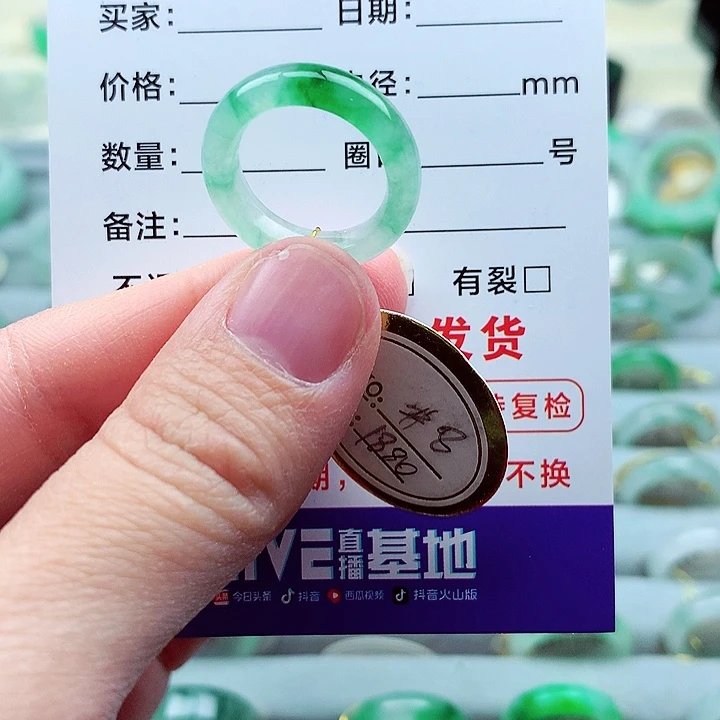 买家: 日期:
价格: 径: mm
数量: 圈 号
备注:
有裂□
发货
复检
# 8
期, 不换
直播基地
今日头条 抖音 西瓜视频 抖音火山版